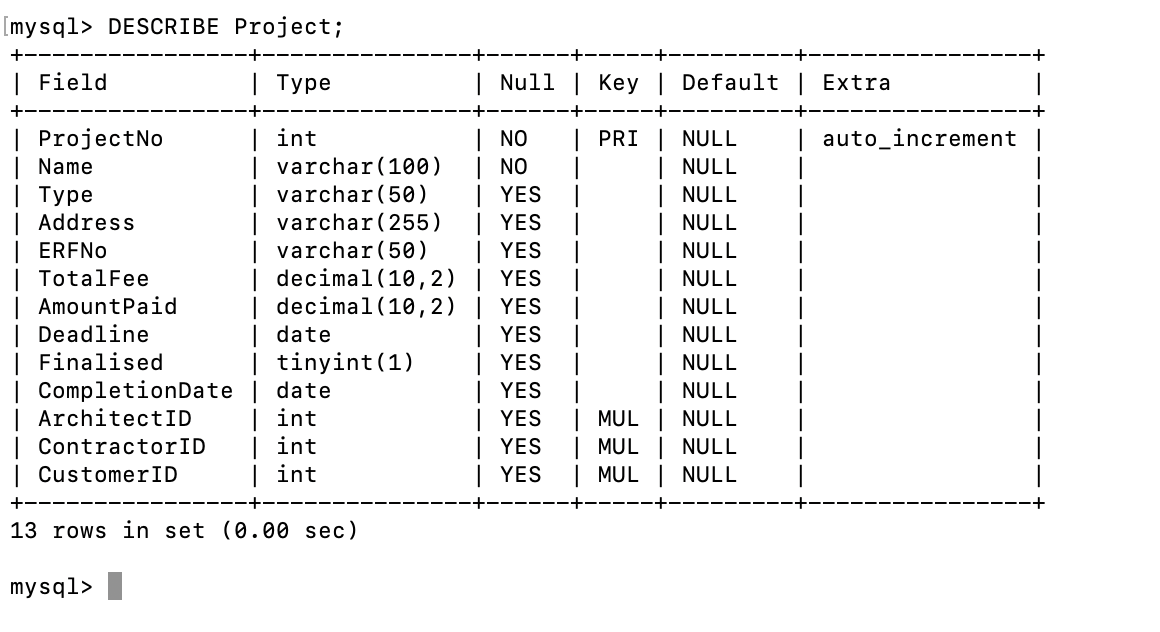 [mysql> DESCRIBE Project;
+----------------+---------------+------+-----+---------+----------------+
| Field          | Type          | Null | Key | Default | Extra          |
+----------------+---------------+------+-----+---------+----------------+
| ProjectNo      | int           | NO   | PRI | NULL    | auto_increment |
| Name           | varchar(100)  | NO   |     | NULL    |                |
| Type           | varchar(50)   | YES  |     | NULL    |                |
| Address        | varchar(255)  | YES  |     | NULL    |                |
| ERFNo          | varchar(50)   | YES  |     | NULL    |                |
| TotalFee       | decimal(10,2) | YES  |     | NULL    |                |
| AmountPaid     | decimal(10,2) | YES  |     | NULL    |                |
| Deadline       | date          | YES  |     | NULL    |                |
| Finalised      | tinyint(1)    | YES  |     | NULL    |                |
| CompletionDate | date          | YES  |     | NULL    |                |
| ArchitectID    | int           | YES  | MUL | NULL    |                |
| ContractorID   | int           | YES  | MUL | NULL    |                |
| CustomerID     | int           | YES  | MUL | NULL    |                |
+----------------+---------------+------+-----+---------+----------------+
13 rows in set (0.00 sec)
mysql>